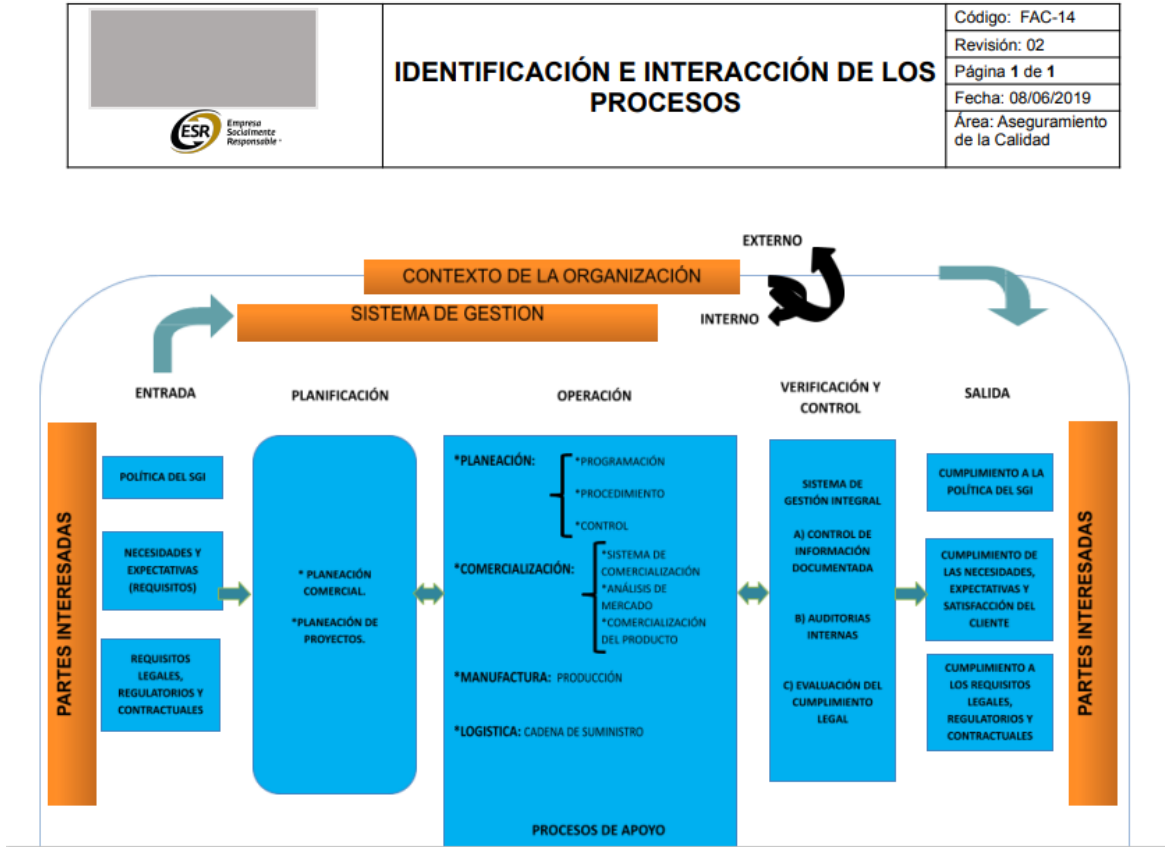 ESR
Empresa
Socialmente
Responsable
IDENTIFICACIÓN E INTERACCIÓN DE LOS
PROCESOS
Código: FAC-14
Revisión: 02
Página 1 de 1
Fecha: 08/06/2019
Área: Aseguramiento
de la Calidad
EXTERNO
CONTEXTO DE LA ORGANIZACIÓN
SISTEMA DE GESTION
INTERNO
ENTRADA
PLANIFICACIÓN
OPERACIÓN
VERIFICACIÓN Y
CONTROL
SALIDA
PARTES INTERESADAS
POLÍTICA DEL SGI
NECESIDADES Y
EXPECTATIVAS
(REQUISITOS)
REQUISITOS
LEGALES,
REGULATORIOS Y
CONTRACTUALES
* PLANEACIÓN
COMERCIAL.
*PLANEACIÓN DE
PROYECTOS.
*PLANEACIÓN:
*PROGRAMACIÓN
*PROCEDIMIENTO
*CONTROL
*COMERCIALIZACIÓN:
*SISTEMA DE
COMERCIALIZACIÓN
*ANÁLISIS DE
MERCADO
*COMERCIALIZACIÓN
DEL PRODUCTO
*MANUFACTURA: PRODUCCIÓN
*LOGISTICA: CADENA DE SUMINISTRO
PROCESOS DE APOYO
SISTEMA DE
GESTIÓN INTEGRAL
A) CONTROL DE
INFORMACIÓN
DOCUMENTADA
B) AUDITORIAS
INTERNAS
C) EVALUACIÓN DEL
CUMPLIMIENTO
LEGAL
CUMPLIMIENTO A LA
POLÍTICA DEL SGI
CUMPLIMIENTO DE
LAS NECESIDADES,
EXPECTATIVAS Y
SATISFACCIÓN DEL
CLIENTE
CUMPLIMIENTO A
LOS REQUISITOS
LEGALES,
REGULATORIOS Y
CONTRACTUALES
PARTES INTERESADAS